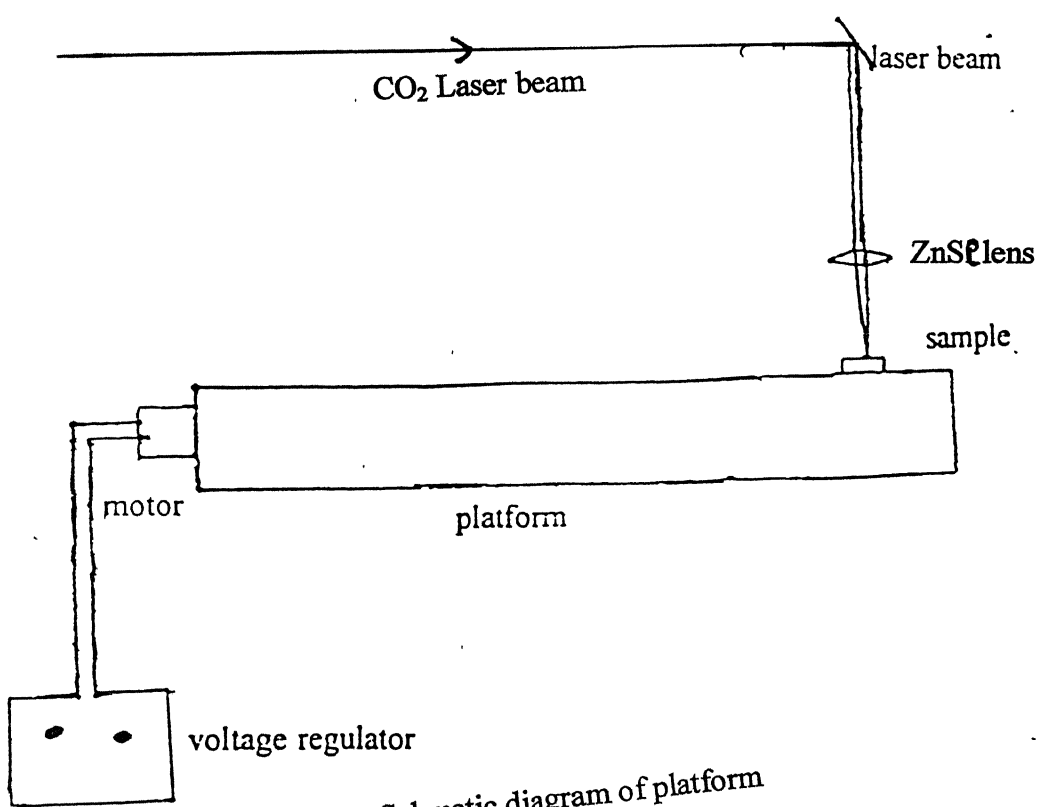 CO₂ Laser beam
laser beam
ZnSe lens
sample
motor
platform
voltage regulator
Schematic diagram of platform